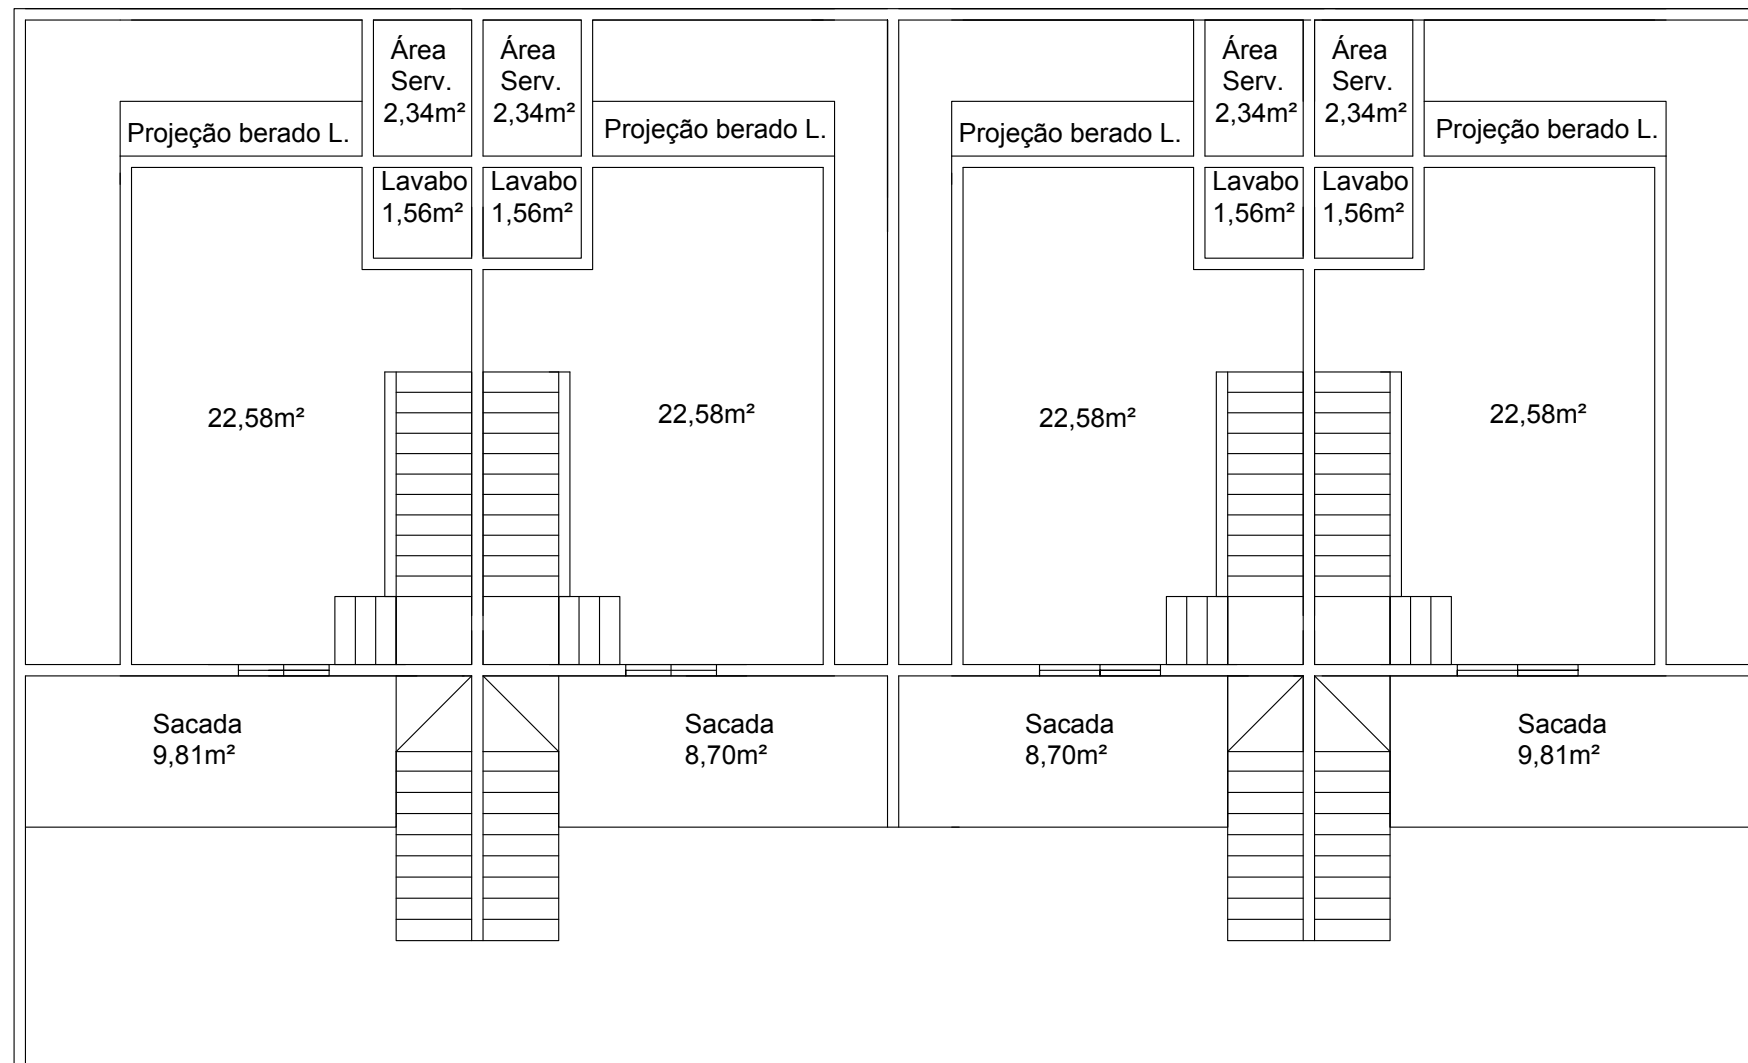 Área
Serv.
2,34m²
Área
Serv.
2,34m²
Área
Serv.
2,34m²
Área
Serv.
2,34m²
Projeção berado L.
Projeção berado L.
Projeção berado L.
Projeção berado L.
Lavabo
1,56m²
Lavabo
1,56m²
Lavabo
1,56m²
Lavabo
1,56m²
22,58m²
22,58m²
22,58m²
22,58m²
Sacada
9,81m²
Sacada
8,70m²
Sacada
8,70m²
Sacada
9,81m²